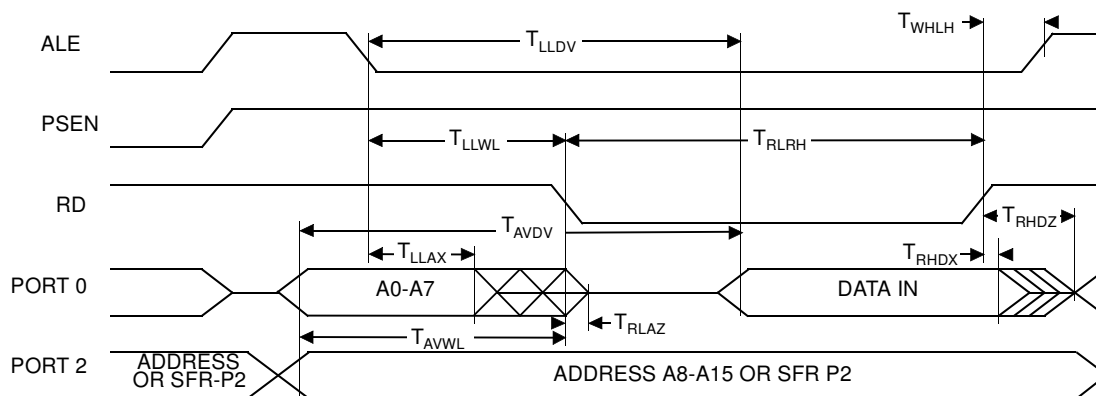 T_WHLH
ALE
T_LLDV
PSEN
T_LLWL
T_RLRH
RD
T_AVDV
T_RHDZ
T_LLAX
T_RHDX
PORT 0
A0-A7
DATA IN
T_RLAZ
T_AVWL
PORT 2
ADDRESS
OR SFR-P2
ADDRESS A8-A15 OR SFR P2